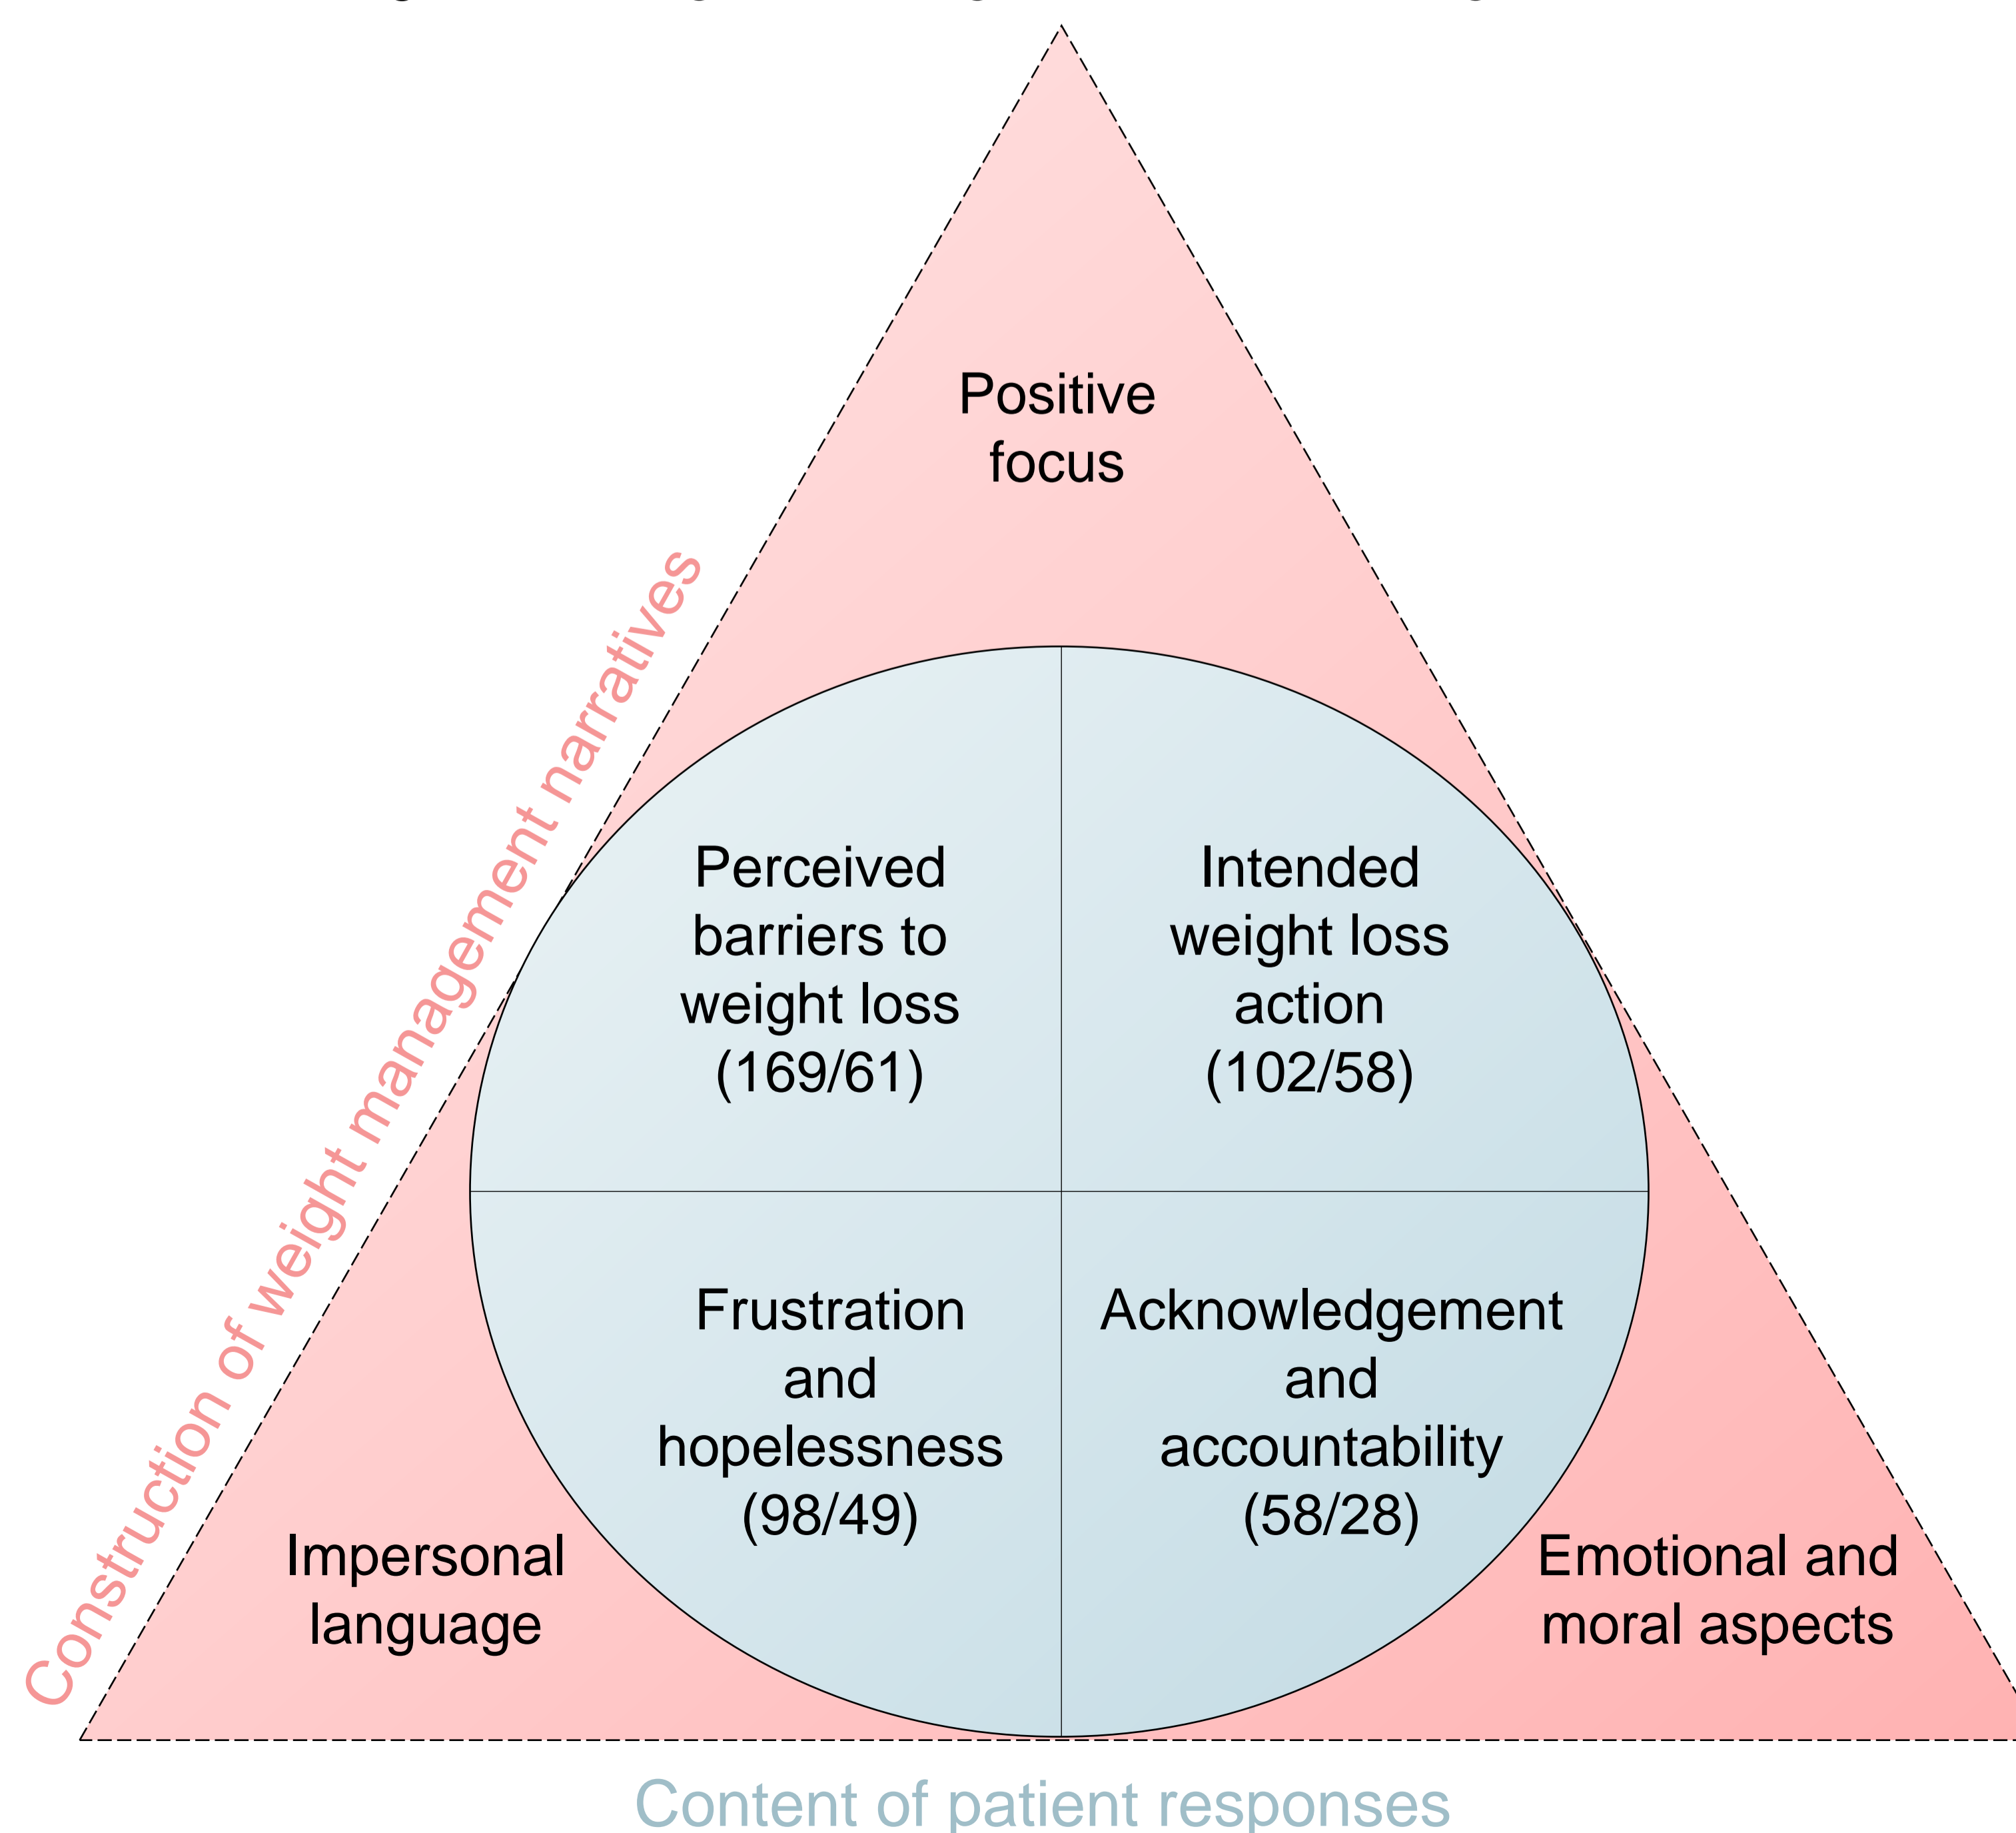 Positive
focus
Construction of weight management narratives
Perceived
barriers to
weight loss
(169/61)
Intended
weight loss
action
(102/58)
Frustration
and
hopelessness
(98/49)
Acknowledgement
and
accountability
(58/28)
Impersonal
language
Emotional and
moral aspects
Content of patient responses